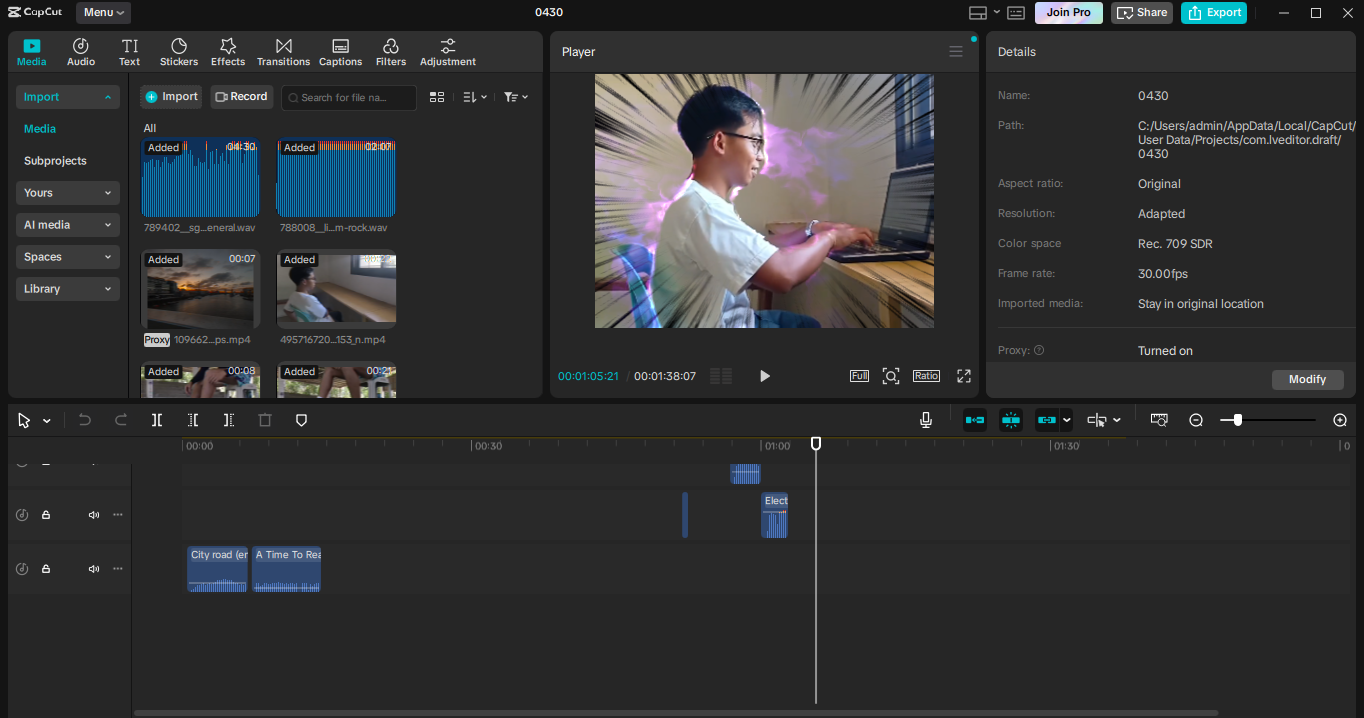 CapCut
Menu
0430
Join Pro
Share
Export
Media
Audio
Text
Stickers
Effects
Transitions
Captions
Filters
Adjustment
Import
Media
Subprojects
Yours
AI media
Spaces
Library
Import
Record
Search for file na...
All
Added
04:30
789402__sg...eneral.wav
Added
02:07
788008__li...m-rock.wav
Added
00:07
Proxy
109662...ps.mp4
Added
495716720...153_n.mp4
Added
00:08
Added
00:21
Player
00:01:05:21 / 00:01:38:07
Full
Ratio
Details
Name:
0430
Path:
C:/Users/admin/AppData/Local/CapCut/
User Data/Projects/com.lveditor.draft/
0430
Aspect ratio:
Original
Resolution:
Adapted
Color space
Rec. 709 SDR
Frame rate:
30.00fps
Imported media:
Stay in original location
Proxy:
Turned on
Modify
00:00
00:30
01:00
01:30
0
Elect
City road (er
A Time To Rea